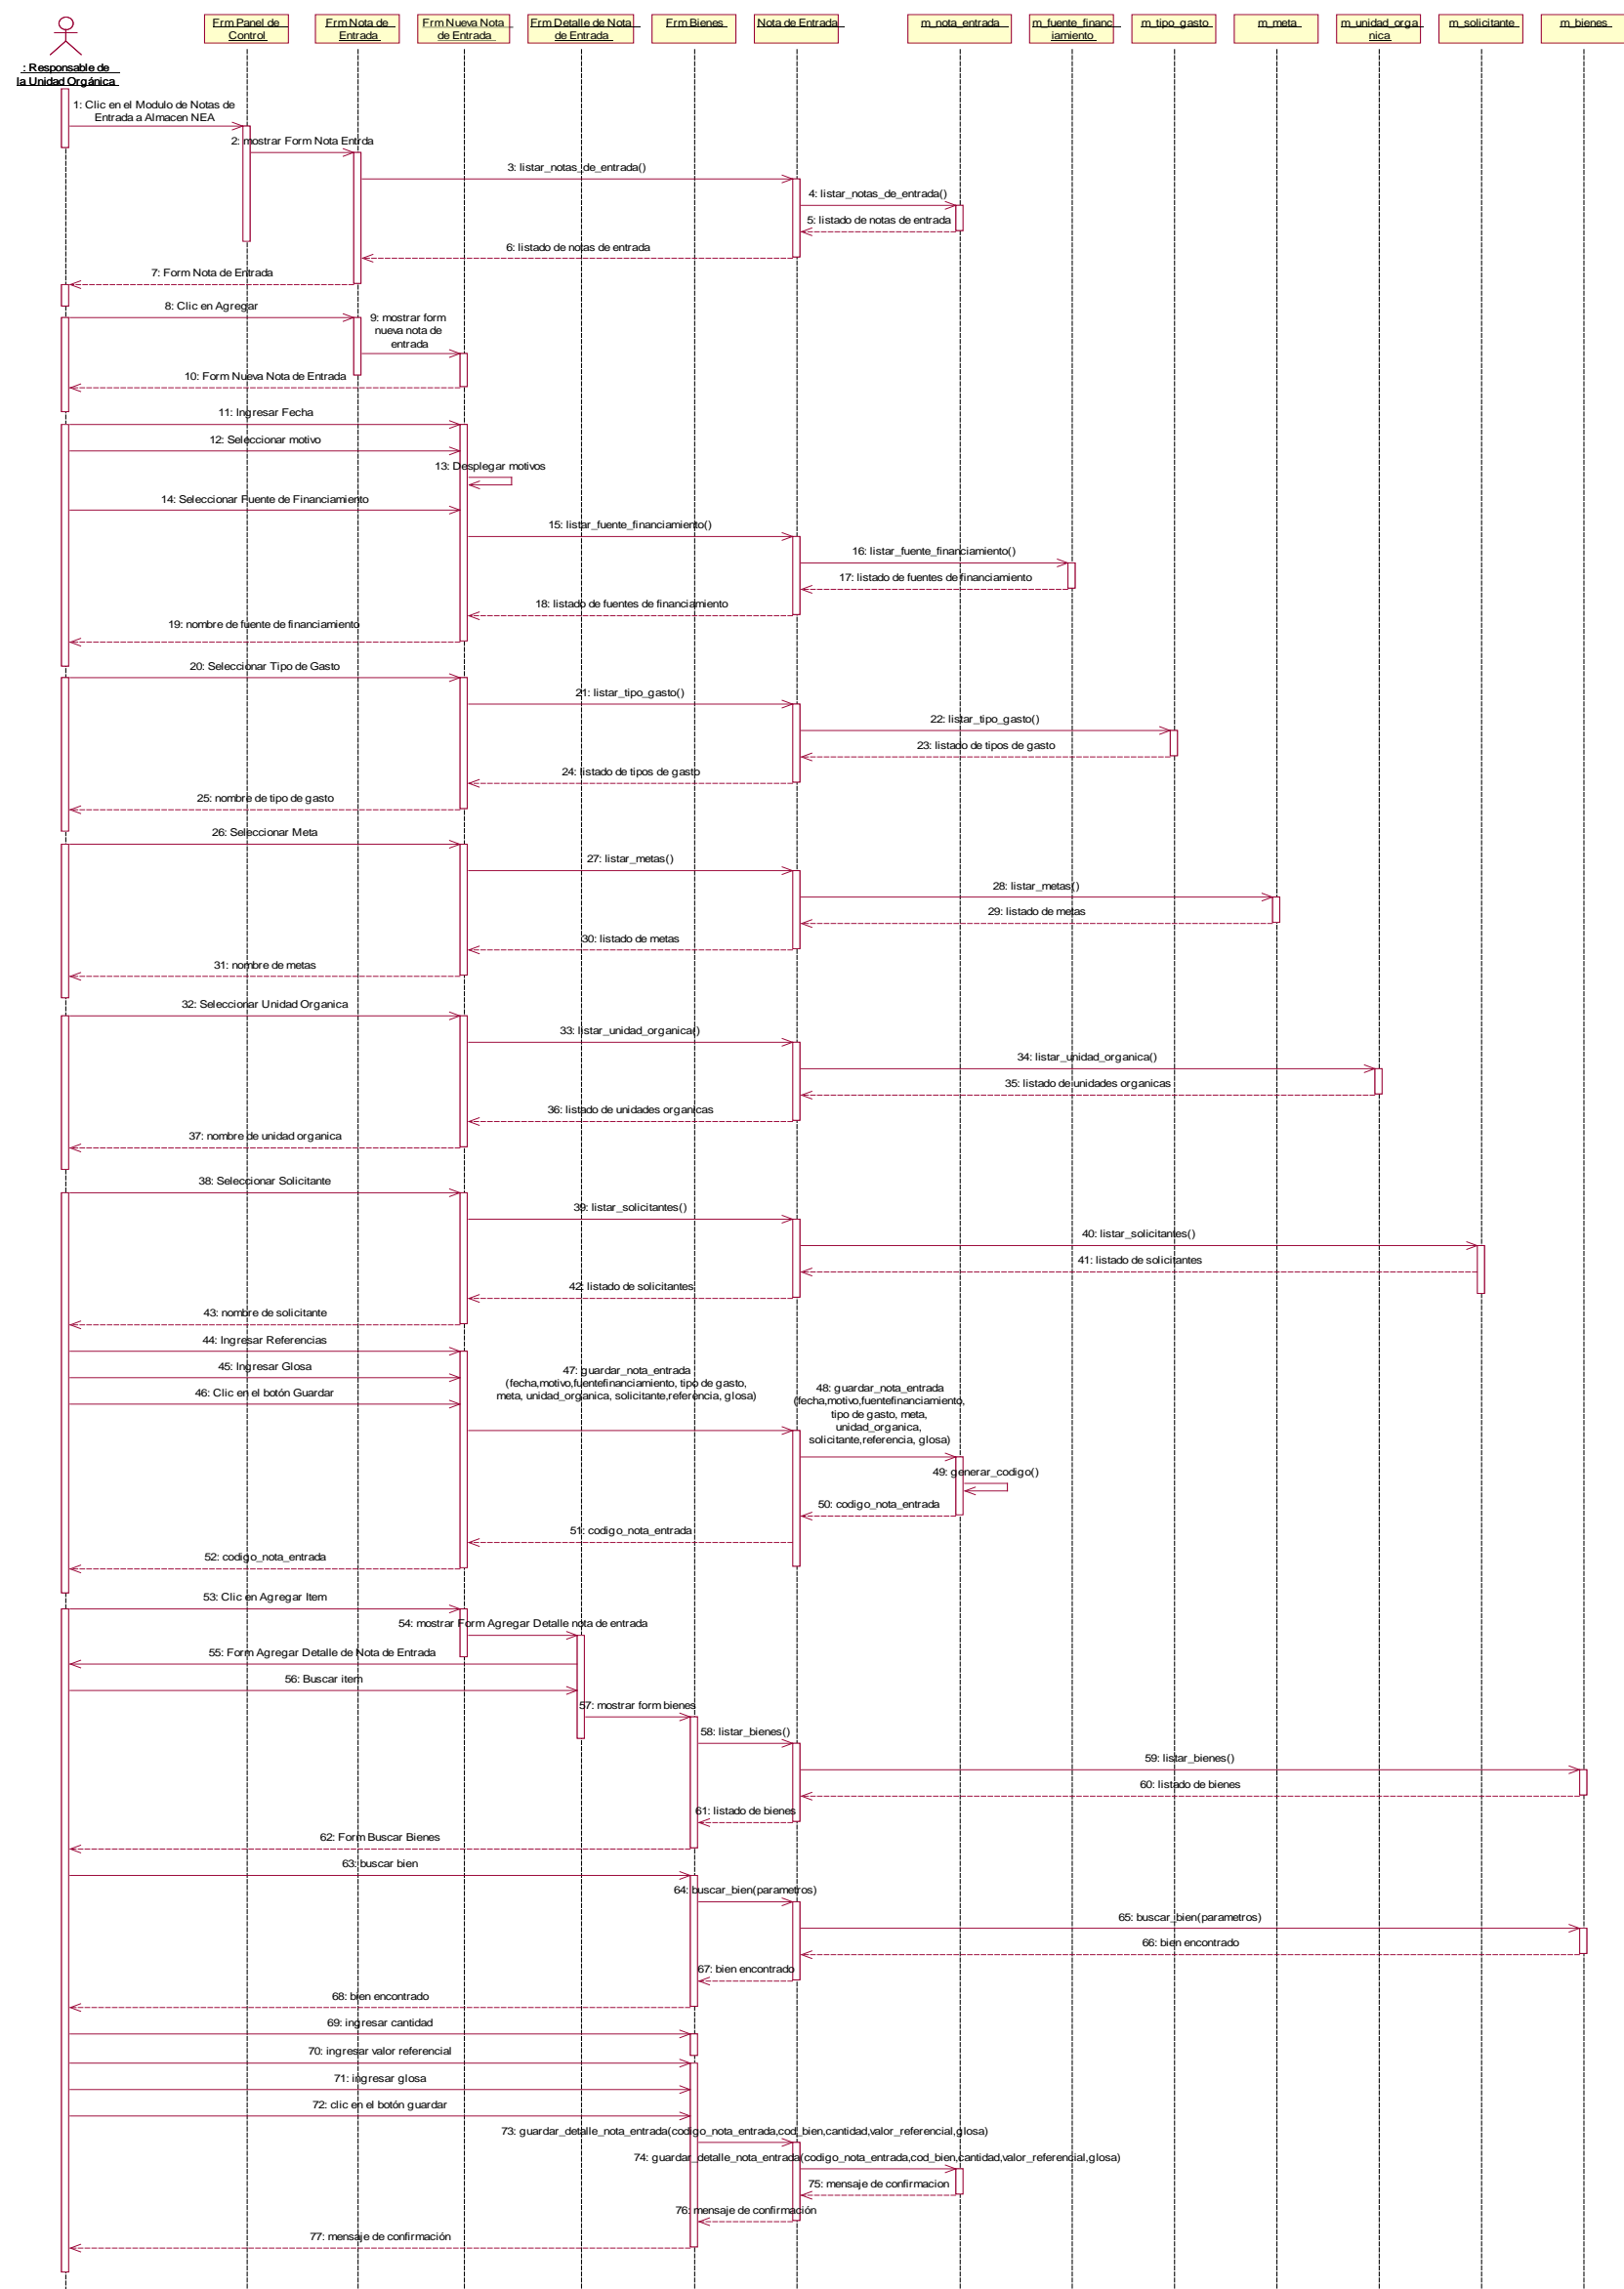 Frm Panel de
Control
Frm Nota de
Entrada
Frm Nueva Nota
de Entrada
Frm Detalle de Nota
de Entrada
Frm Bienes
Nota de Entrada
m_nota_entrada
m_fuente_financ
iamiento
m_tipo_gasto
m_meta
m_unidad_orga
nica
m_solicitante
m_bienes
: Responsable de
la Unidad Orgánica
1: Clic en el Modulo de Notas de
Entrada a Almacen NEA
2: mostrar Form Nota Entrda
3: listar_notas_de_entrada()
4: listar_notas_de_entrada()
5: listado de notas de entrada
6: listado de notas de entrada
7: Form Nota de Entrada
8: Clic en Agregar
9: mostrar form
nueva nota de
entrada
10: Form Nueva Nota de Entrada
11: Ingresar Fecha
12: Seleccionar motivo
13: Desplegar motivos
14: Seleccionar Fuente de Financiamiento
15: listar_fuente_financiamiento()
16: listar_fuente_financiamiento()
17: listado de fuentes de financiamiento
18: listado de fuentes de financiamiento
19: nombre de fuente de financiamiento
20: Seleccionar Tipo de Gasto
21: listar_tipo_gasto()
22: listar_tipo_gasto()
23: listado de tipos de gasto
24: listado de tipos de gasto
25: nombre de tipo de gasto
26: Seleccionar Meta
27: listar_metas()
28: listar_metas()
29: listado de metas
30: listado de metas
31: nombre de metas
32: Seleccionar Unidad Organica
33: listar_unidad_organica()
34: listar_unidad_organica()
35: listado de unidades organicas
36: listado de unidades organicas
37: nombre de unidad organica
38: Seleccionar Solicitante
39: listar_solicitantes()
40: listar_solicitantes()
41: listado de solicitantes
42: listado de solicitantes
43: nombre de solicitante
44: Ingresar Referencias
45: Ingresar Glosa
46: Clic en el botón Guardar
47: guardar_nota_entrada
(fecha,motivo,fuentefinanciamiento, tipo de gasto,
meta, unidad_organica, solicitante,referencia, glosa)
48: guardar_nota_entrada
(fecha,motivo,fuentefinanciamiento,
tipo de gasto, meta,
unidad_organica,
solicitante,referencia, glosa)
49: generar_codigo()
50: codigo_nota_entrada
51: codigo_nota_entrada
52: codigo_nota_entrada
53: Clic en Agregar Item
54: mostrar Form Agregar Detalle nota de entrada
55: Form Agregar Detalle de Nota de Entrada
56: Buscar item
57: mostrar form bienes
58: listar_bienes()
59: listar_bienes()
60: listado de bienes
61: listado de bienes
62: Form Buscar Bienes
63: buscar bien
64: buscar_bien(parametros)
65: buscar_bien(parametros)
66: bien encontrado
67: bien encontrado
68: bien encontrado
69: ingresar cantidad
70: ingresar valor referencial
71: ingresar glosa
72: clic en el botón guardar
73: guardar_detalle_nota_entrada(codigo_nota_entrada,cod_bien,cantidad,valor_referencial,glosa)
74: guardar_detalle_nota_entrada(codigo_nota_entrada,cod_bien,cantidad,valor_referencial,glosa)
75: mensaje de confirmacion
76: mensaje de confirmación
77: mensaje de confirmación